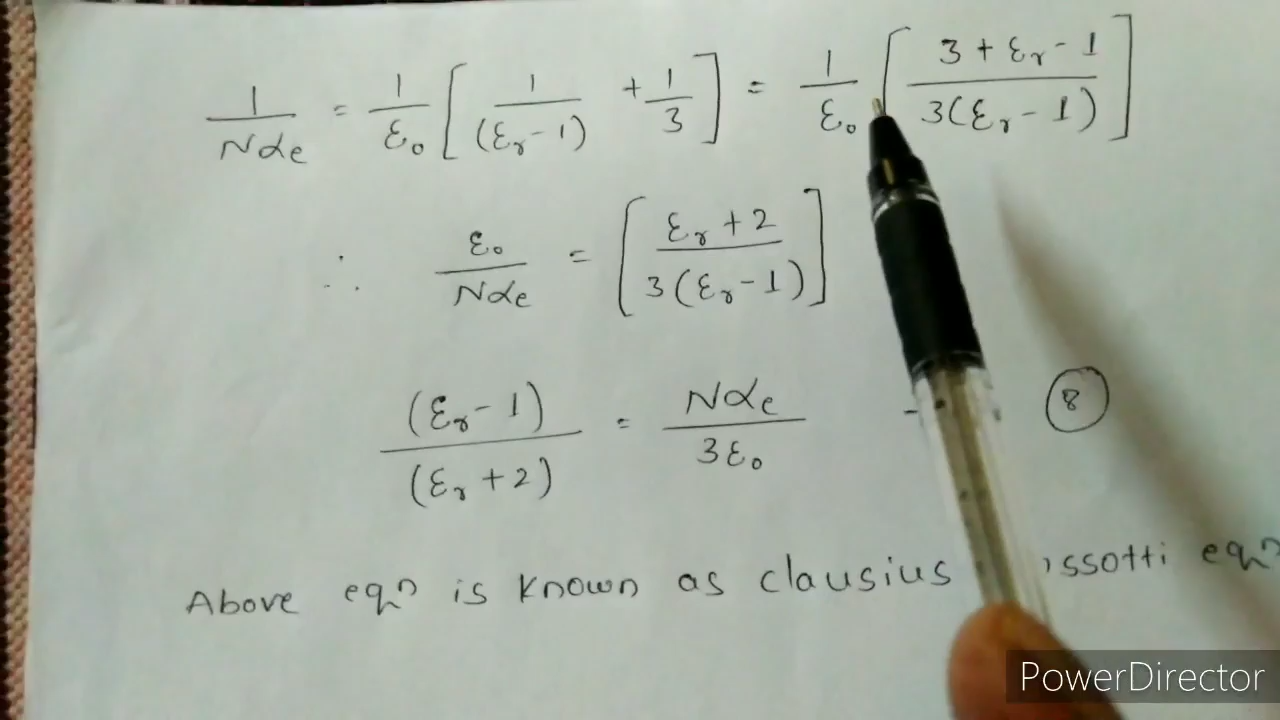 1/Nαe = 1/ε₀ [ 1/(εr - 1) + 1/3 ] = 1/ε₀ [ 3 + εr - 1 / 3(εr - 1) ]
∴ ε₀/Nαe = [ εr + 2 / 3(εr - 1) ]
(εr - 1)/(εr + 2) = Nαe/3ε₀ - 8
Above eqn is known as clausius ssotti eqn
PowerDirector